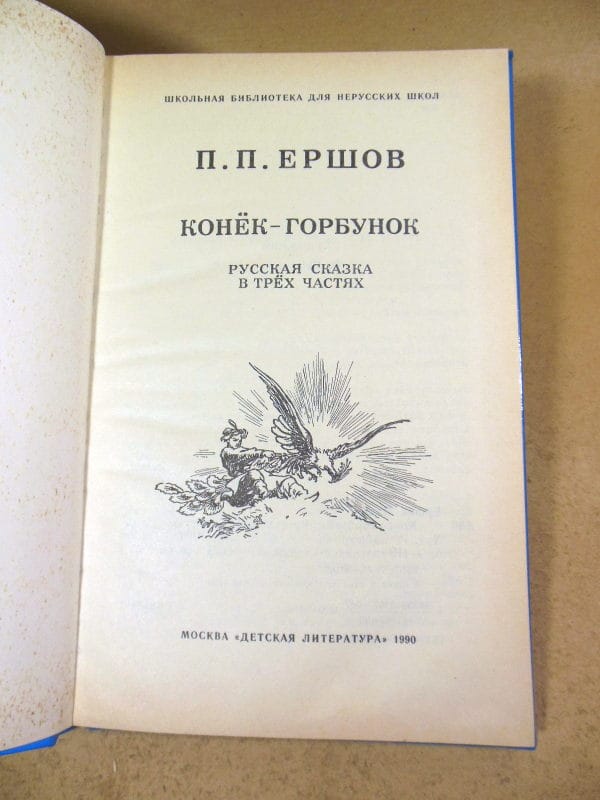 ШКОЛЬНАЯ БИБЛИОТЕКА ДЛЯ НЕРУССКИХ ШКОЛ
П. П. ЕРШОВ
КОНЁК-ГОРБУНОК
РУССКАЯ СКАЗКА
В ТРЁХ ЧАСТЯХ
МОСКВА «ДЕТСКАЯ ЛИТЕРАТУРА» 1990